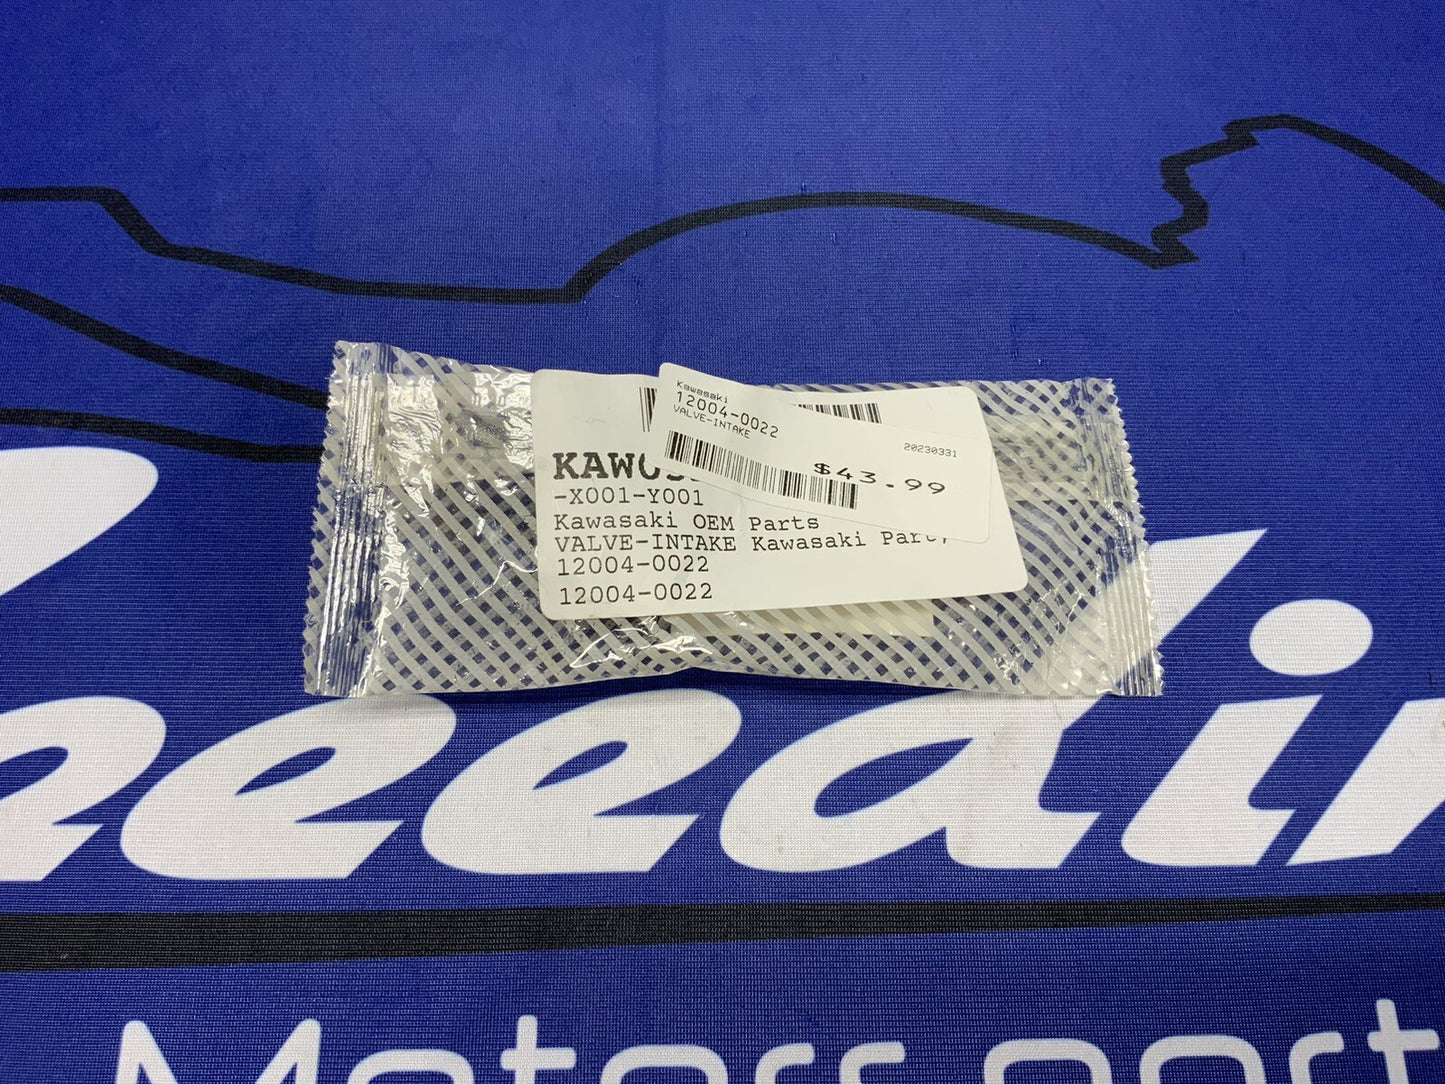 Kawasaki
12004-0022
VALVE-INTAKE
20230331
$43.99
-X001-Y001
Kawasaki OEM Parts
VALVE-INTAKE Kawasaki Part,
12004-0022
12004-0022